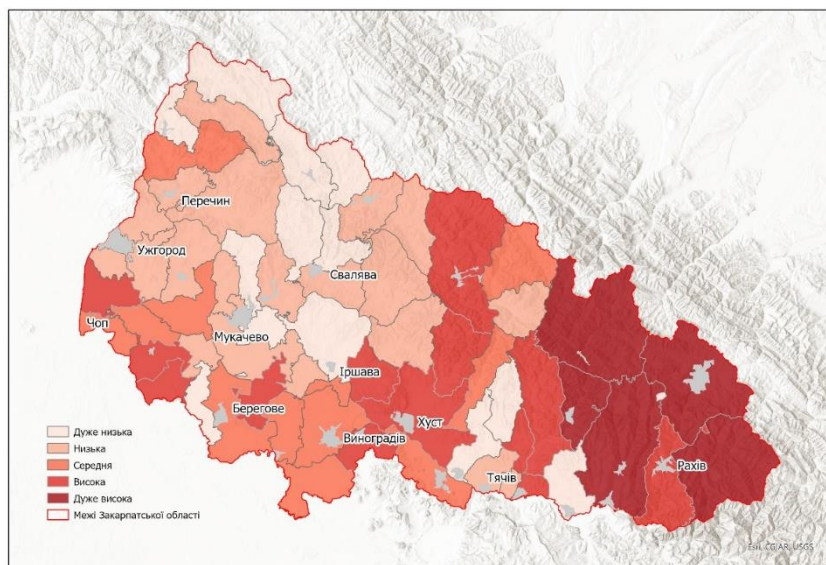 Перечин
Ужгород
Свалява
Чоп
Мукачево
Іршава
Берегове
Хуст
Виноградів
Тячів
Рахів
Дуже низька
Низька
Середня
Висока
Дуже висока
Межі Закарпатської області
Esri, CGIAR, USGS